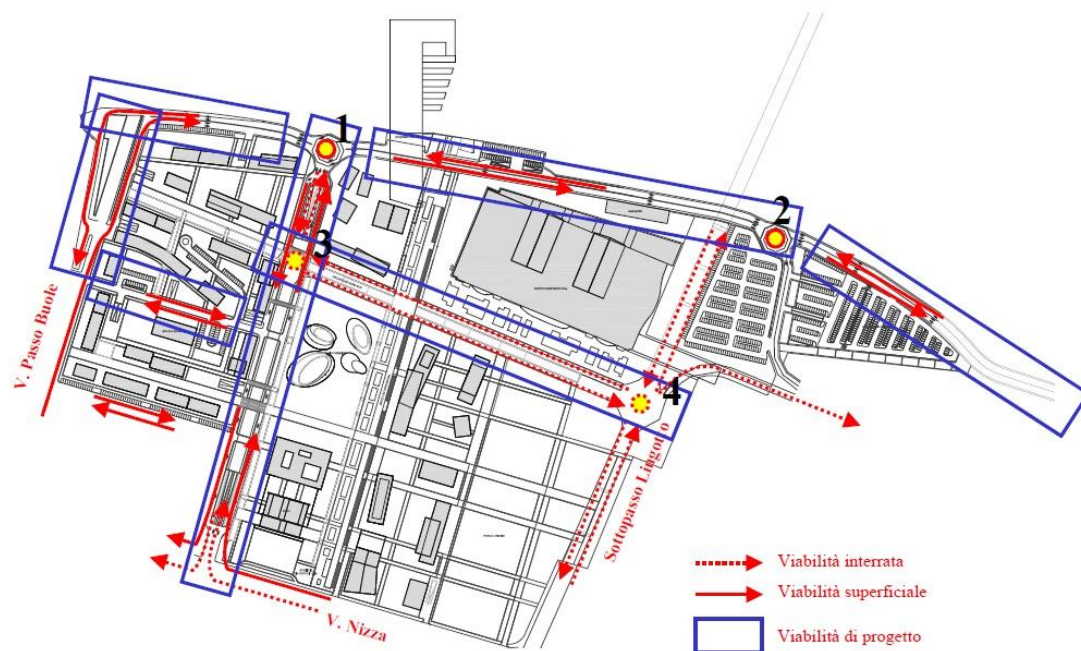 1
2
3
4
V. Passo Buole
Sottopasso Lingotto
V. Nizza
Viabilità interrata
Viabilità superficiale
Viabilità di progetto